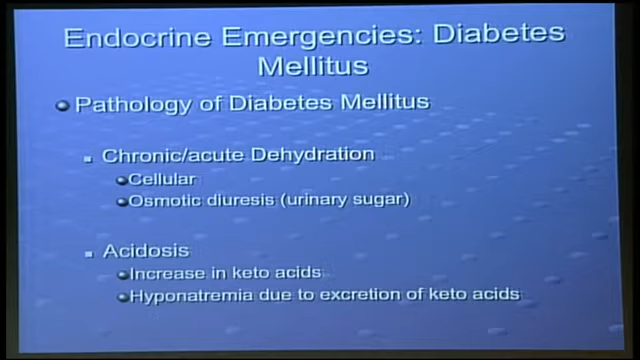 Endocrine Emergencies: Diabetes
Mellitus
Pathology of Diabetes Mellitus
Chronic/acute Dehydration
Cellular
Osmotic diuresis (urinary sugar)
Acidosis
Increase in keto acids
Hyponatremia due to excretion of keto acids